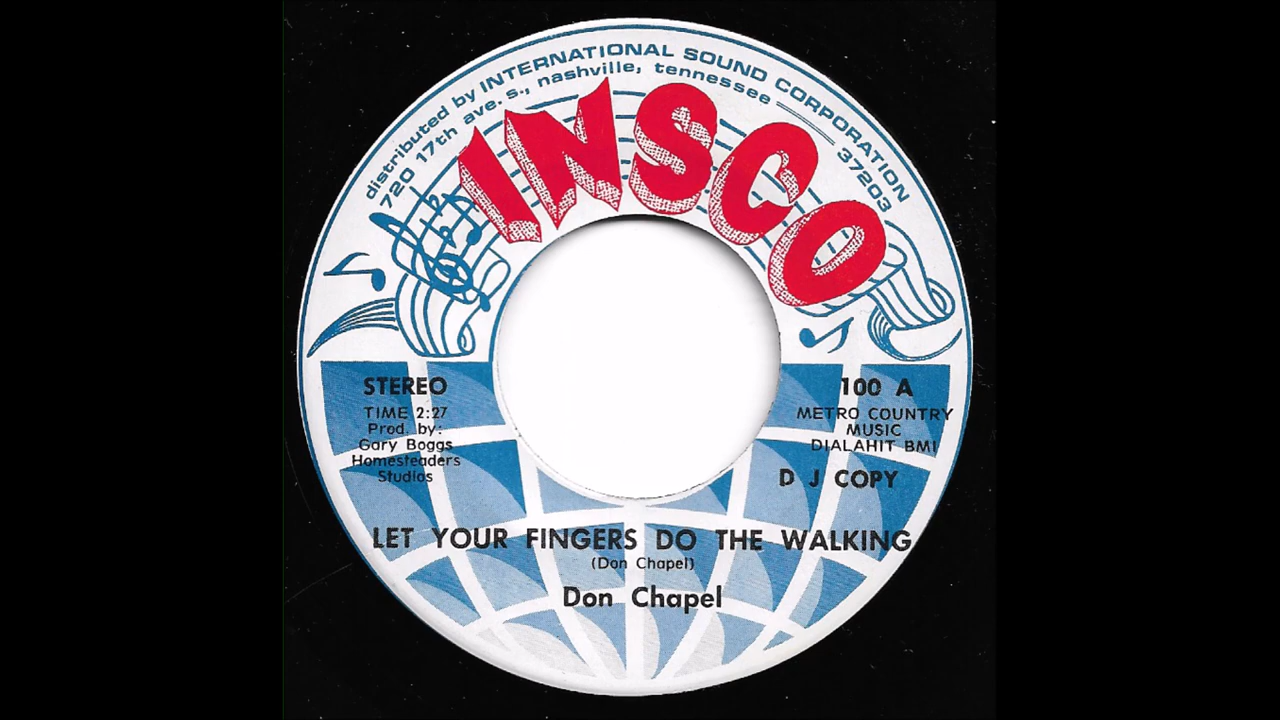 distributed by INTERNATIONAL SOUND CORPORATION
720 17th ave. s., nashville, tennessee 37203
INSCO
STEREO
TIME 2:27
Prod. by:
Gary Boggs
Homesteaders
Studios
100 A
METRO COUNTRY
MUSIC
DIALAHIT BMI
D J COPY
LET YOUR FINGERS DO THE WALKING
(Don Chapel)
Don Chapel